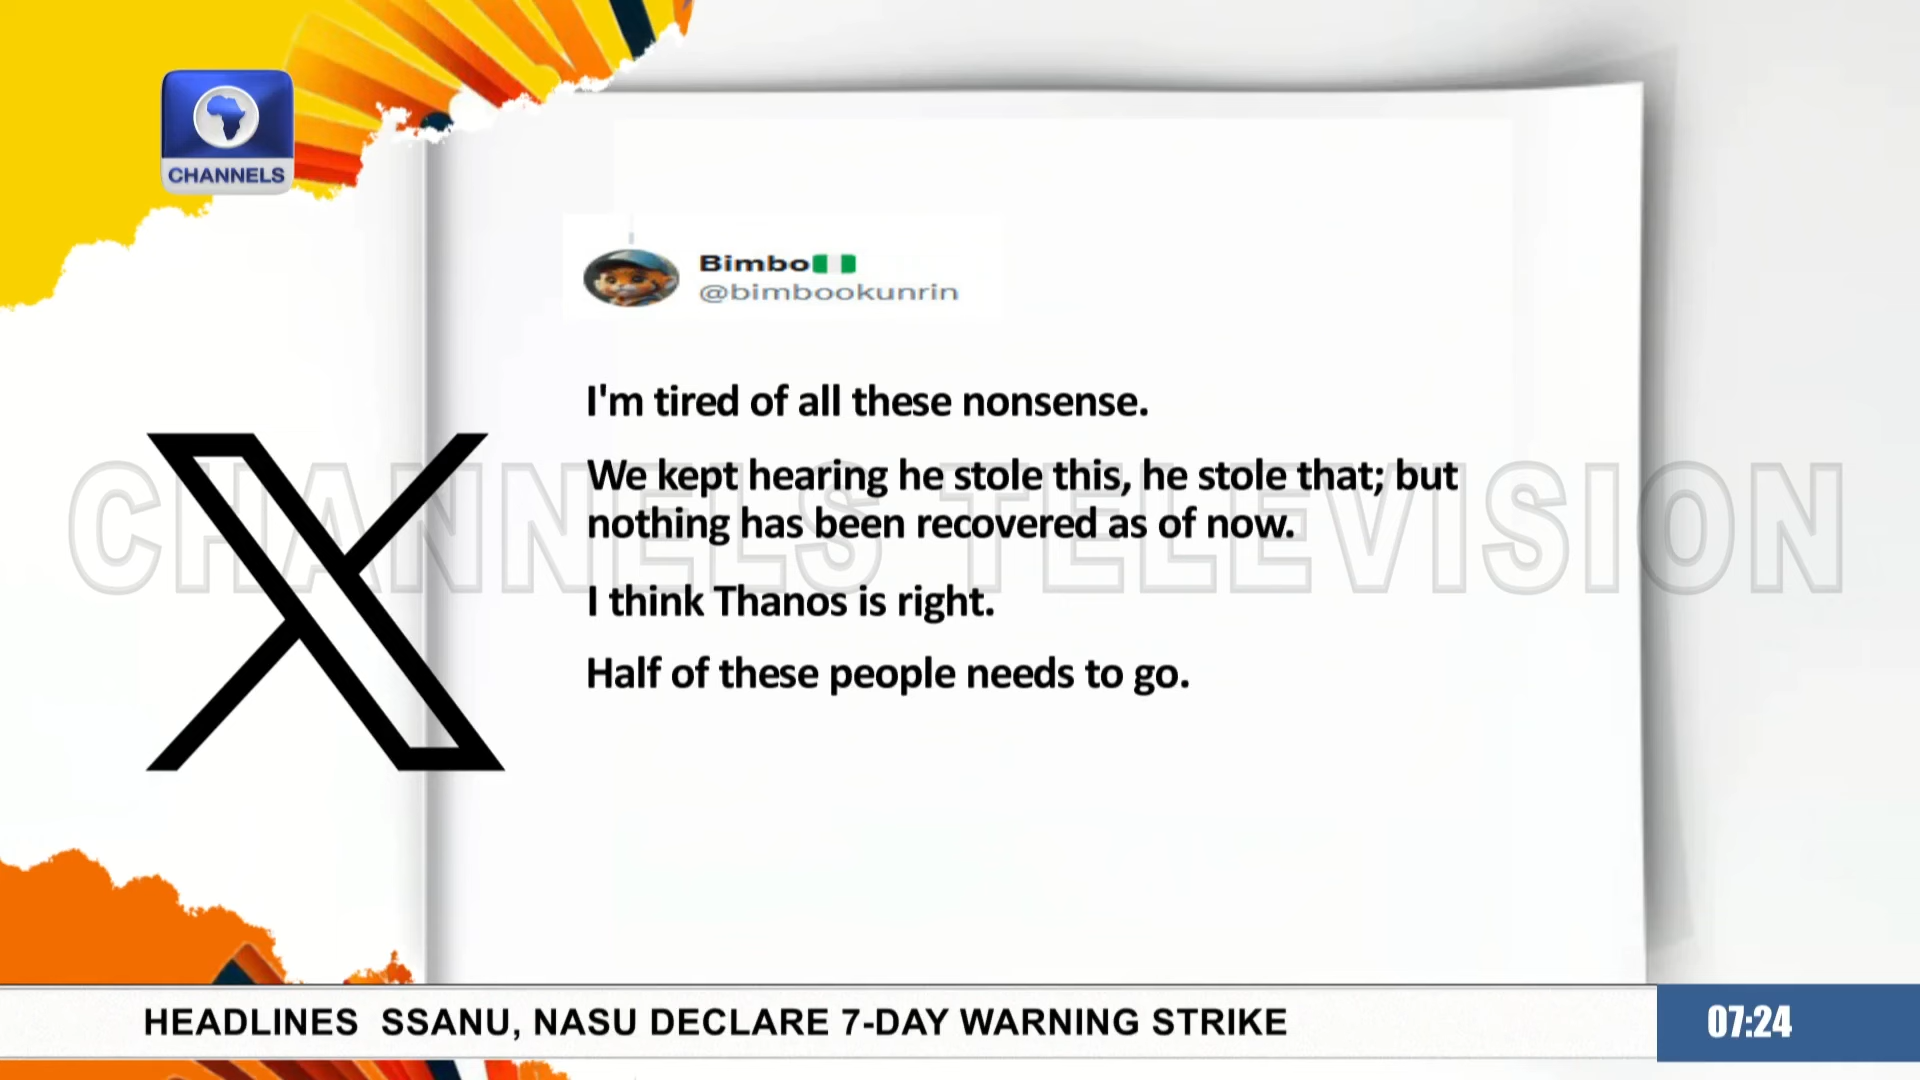 CHANNELS
Bimbo
@bimbookunrin
I'm tired of all these nonsense.
We kept hearing he stole this, he stole that; but
nothing has been recovered as of now.
I think Thanos is right.
Half of these people needs to go.
CHANNELS TELEVISION
HEADLINES SSANU, NASU DECLARE 7-DAY WARNING STRIKE
07:24